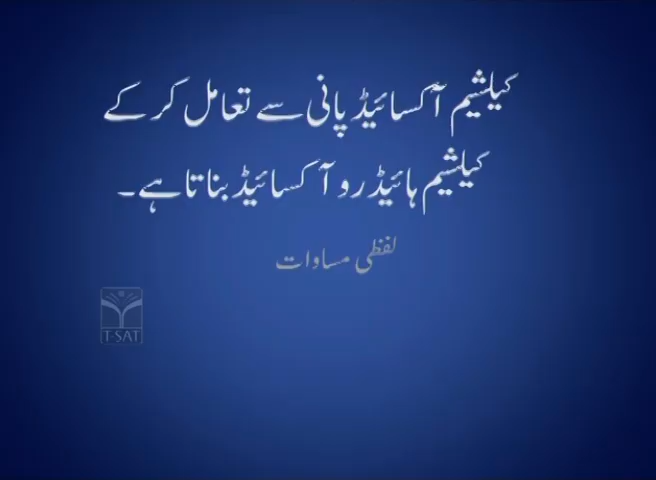 کیلشیم آکسائیڈ پانی سے تعامل کر کے
کیلشیم ہائیڈرو آکسائیڈ بناتا ہے۔
لفظی مساوات
T-SAT